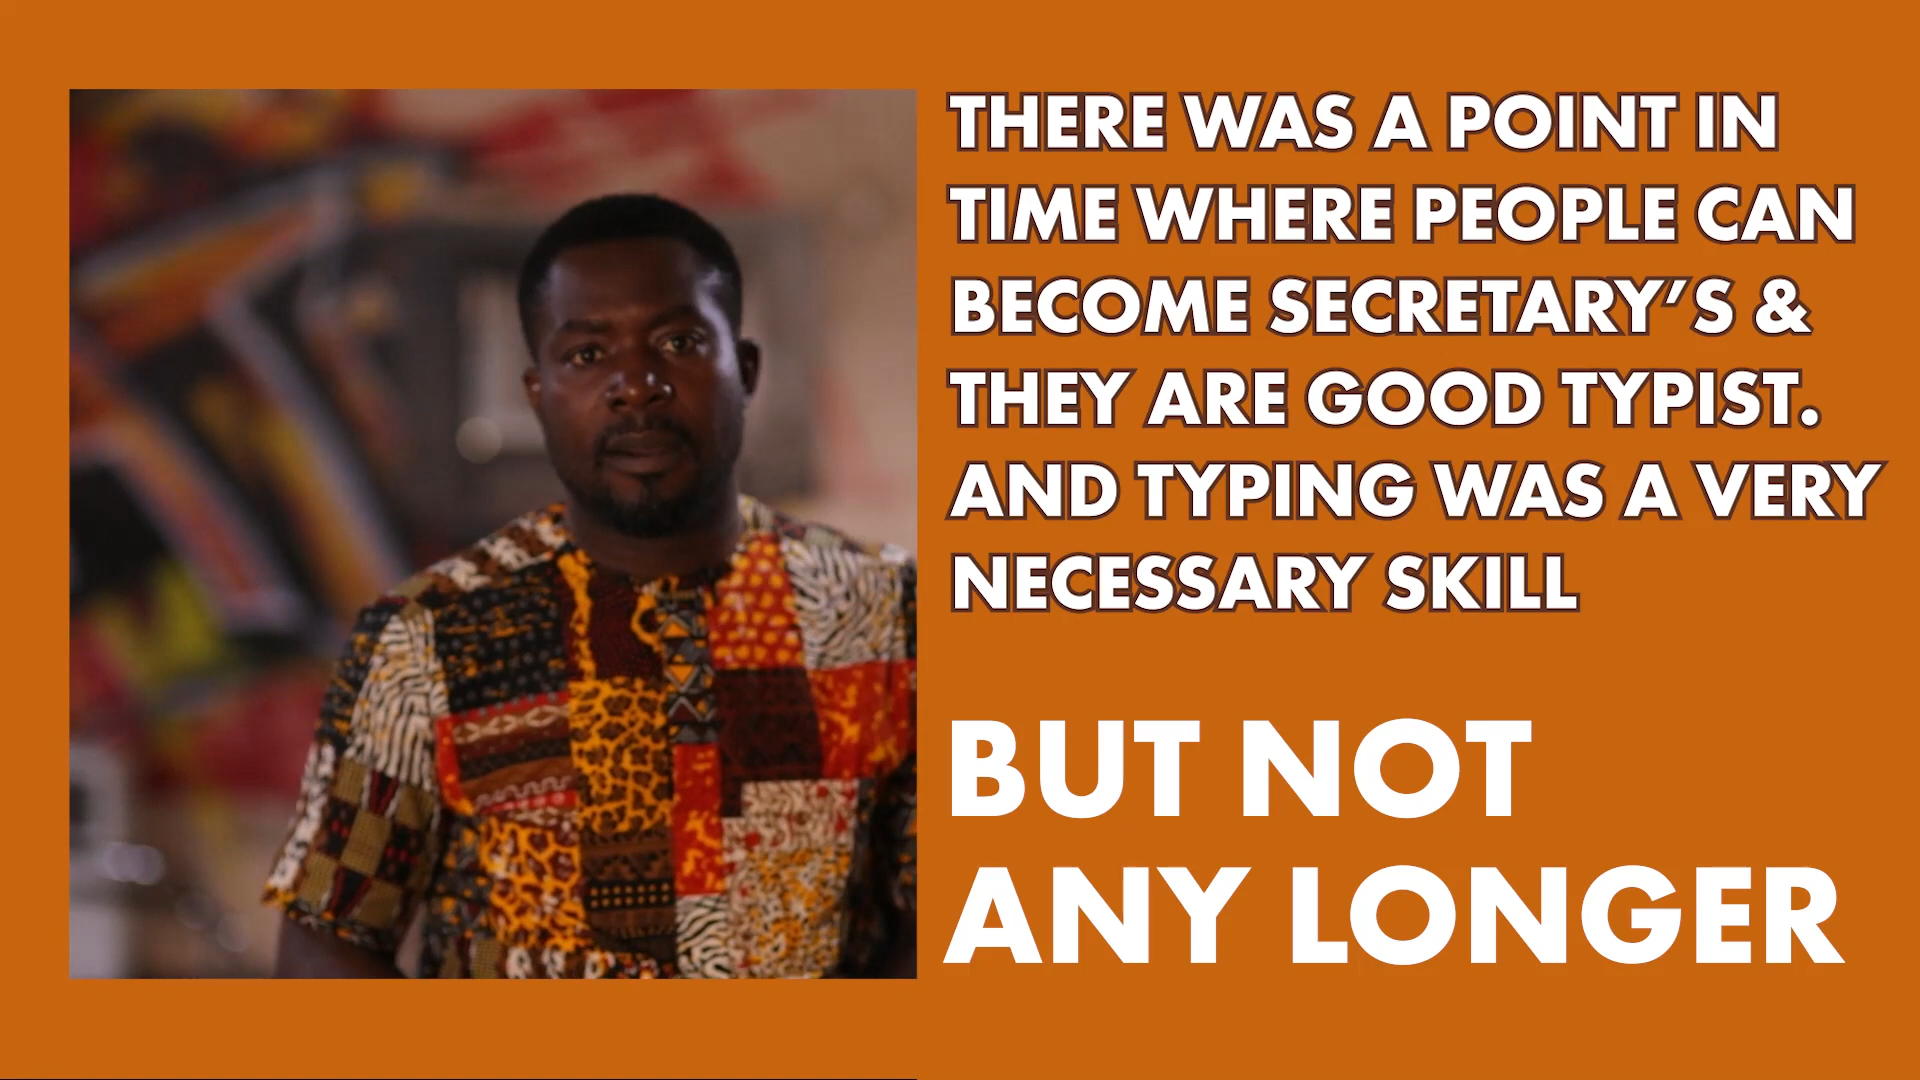 THERE WAS A POINT IN
TIME WHERE PEOPLE CAN
BECOME SECRETARY’S &
THEY ARE GOOD TYPIST.
AND TYPING WAS A VERY
NECESSARY SKILL
BUT NOT
ANY LONGER